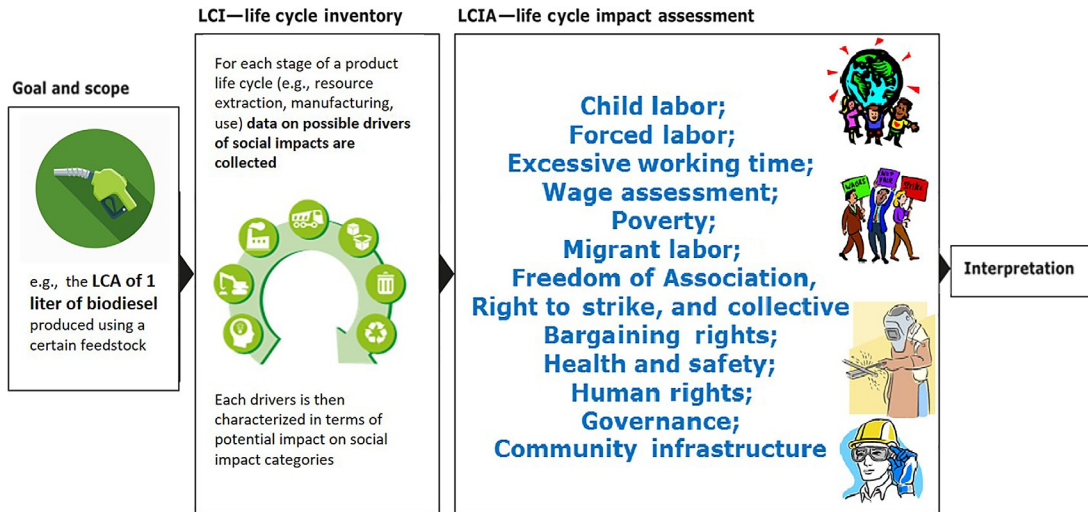 Goal and scope
e.g., the LCA of 1
liter of biodiesel
produced using a
certain feedstock
LCI—life cycle inventory
For each stage of a product
life cycle (e.g., resource
extraction, manufacturing,
use) data on possible drivers
of social impacts are
collected
Each drivers is then
characterized in terms of
potential impact on social
impact categories
LCIA—life cycle impact assessment
Child labor;
Forced labor;
Excessive working time;
Wage assessment;
Poverty;
Migrant labor;
Freedom of Association,
Right to strike, and collective
Bargaining rights;
Health and safety;
Human rights;
Governance;
Community infrastructure
WAGES
NOT
FAIR
STRIKE
Interpretation